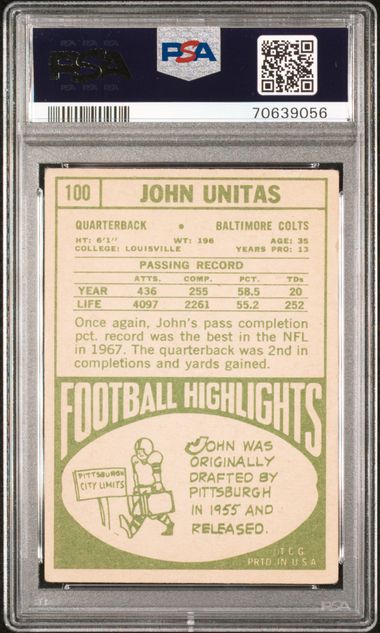 PSA
PSA
70639056
100 JOHN UNITAS
QUARTERBACK • BALTIMORE COLTS
HT: 6'1" WT: 196 AGE: 35
COLLEGE: LOUISVILLE YEARS PRO: 13
PASSING RECORD
ATTS. COMP. PCT. TDs
YEAR 436 255 58.5 20
LIFE 4097 2261 55.2 252
Once again, John's pass completion
pct. record was the best in the NFL
in 1967. The quarterback was 2nd in
completions and yards gained.
FOOTBALL HIGHLIGHTS
PITTSBURGH
CITY LIMITS
JOHN WAS
ORIGINALLY
DRAFTED BY
PITTSBURGH
IN 1955 AND
RELEASED.
T.C.G.
PRTD. IN U.S.A.
PSA